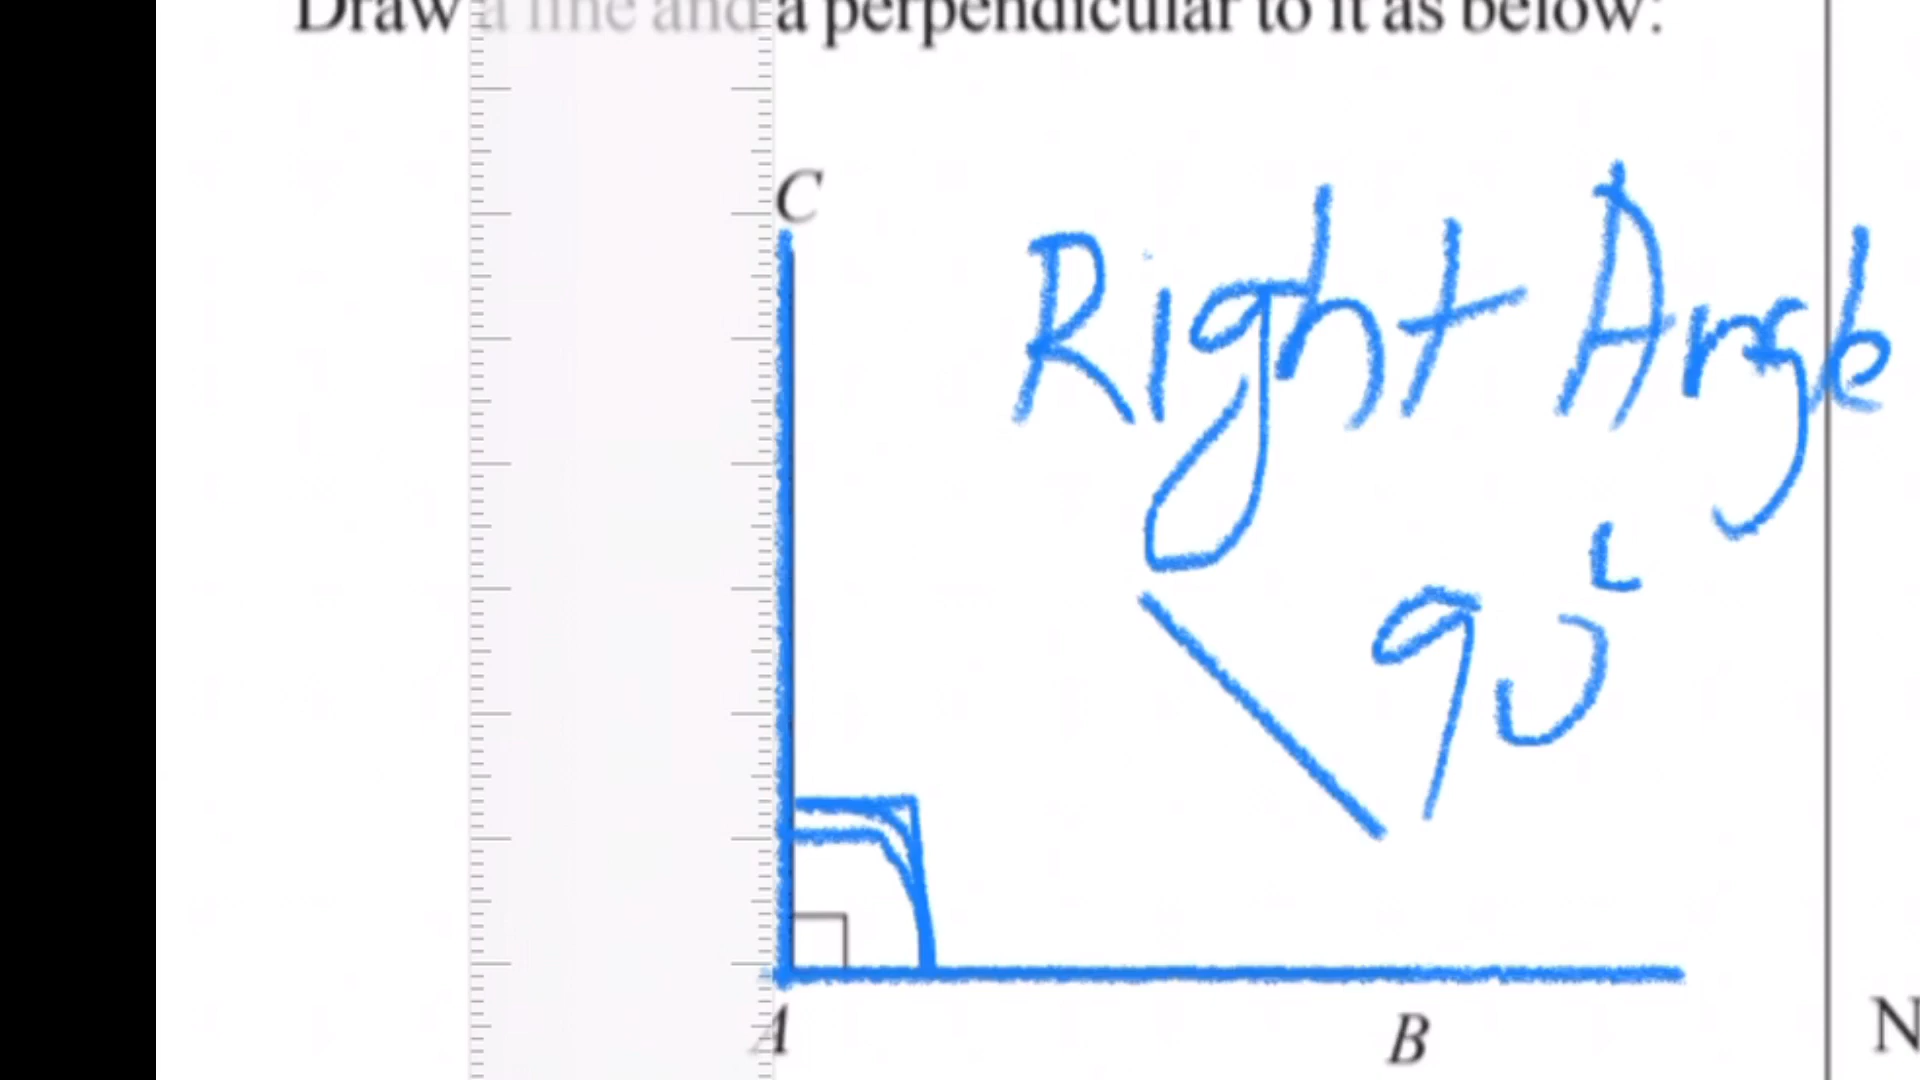 Draw a line and a perpendicular to it as below:
C
Right Angle
90°
A
B
N